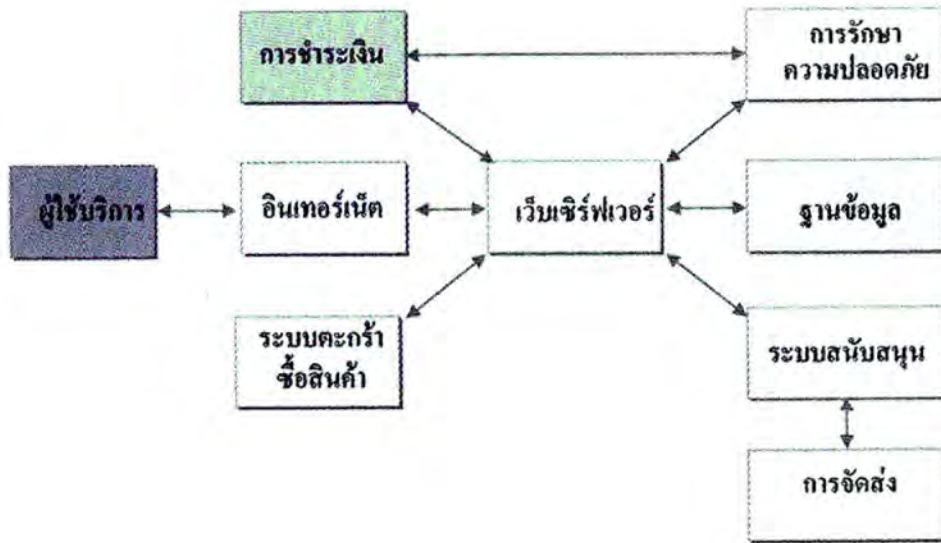 การชำระเงิน
การรักษา
ความปลอดภัย
ผู้ใช้บริการ
อินเทอร์เน็ต
เว็บเซิร์ฟเวอร์
ฐานข้อมูล
ระบบตะกร้า
ซื้อสินค้า
ระบบสนับสนุน
การจัดส่ง